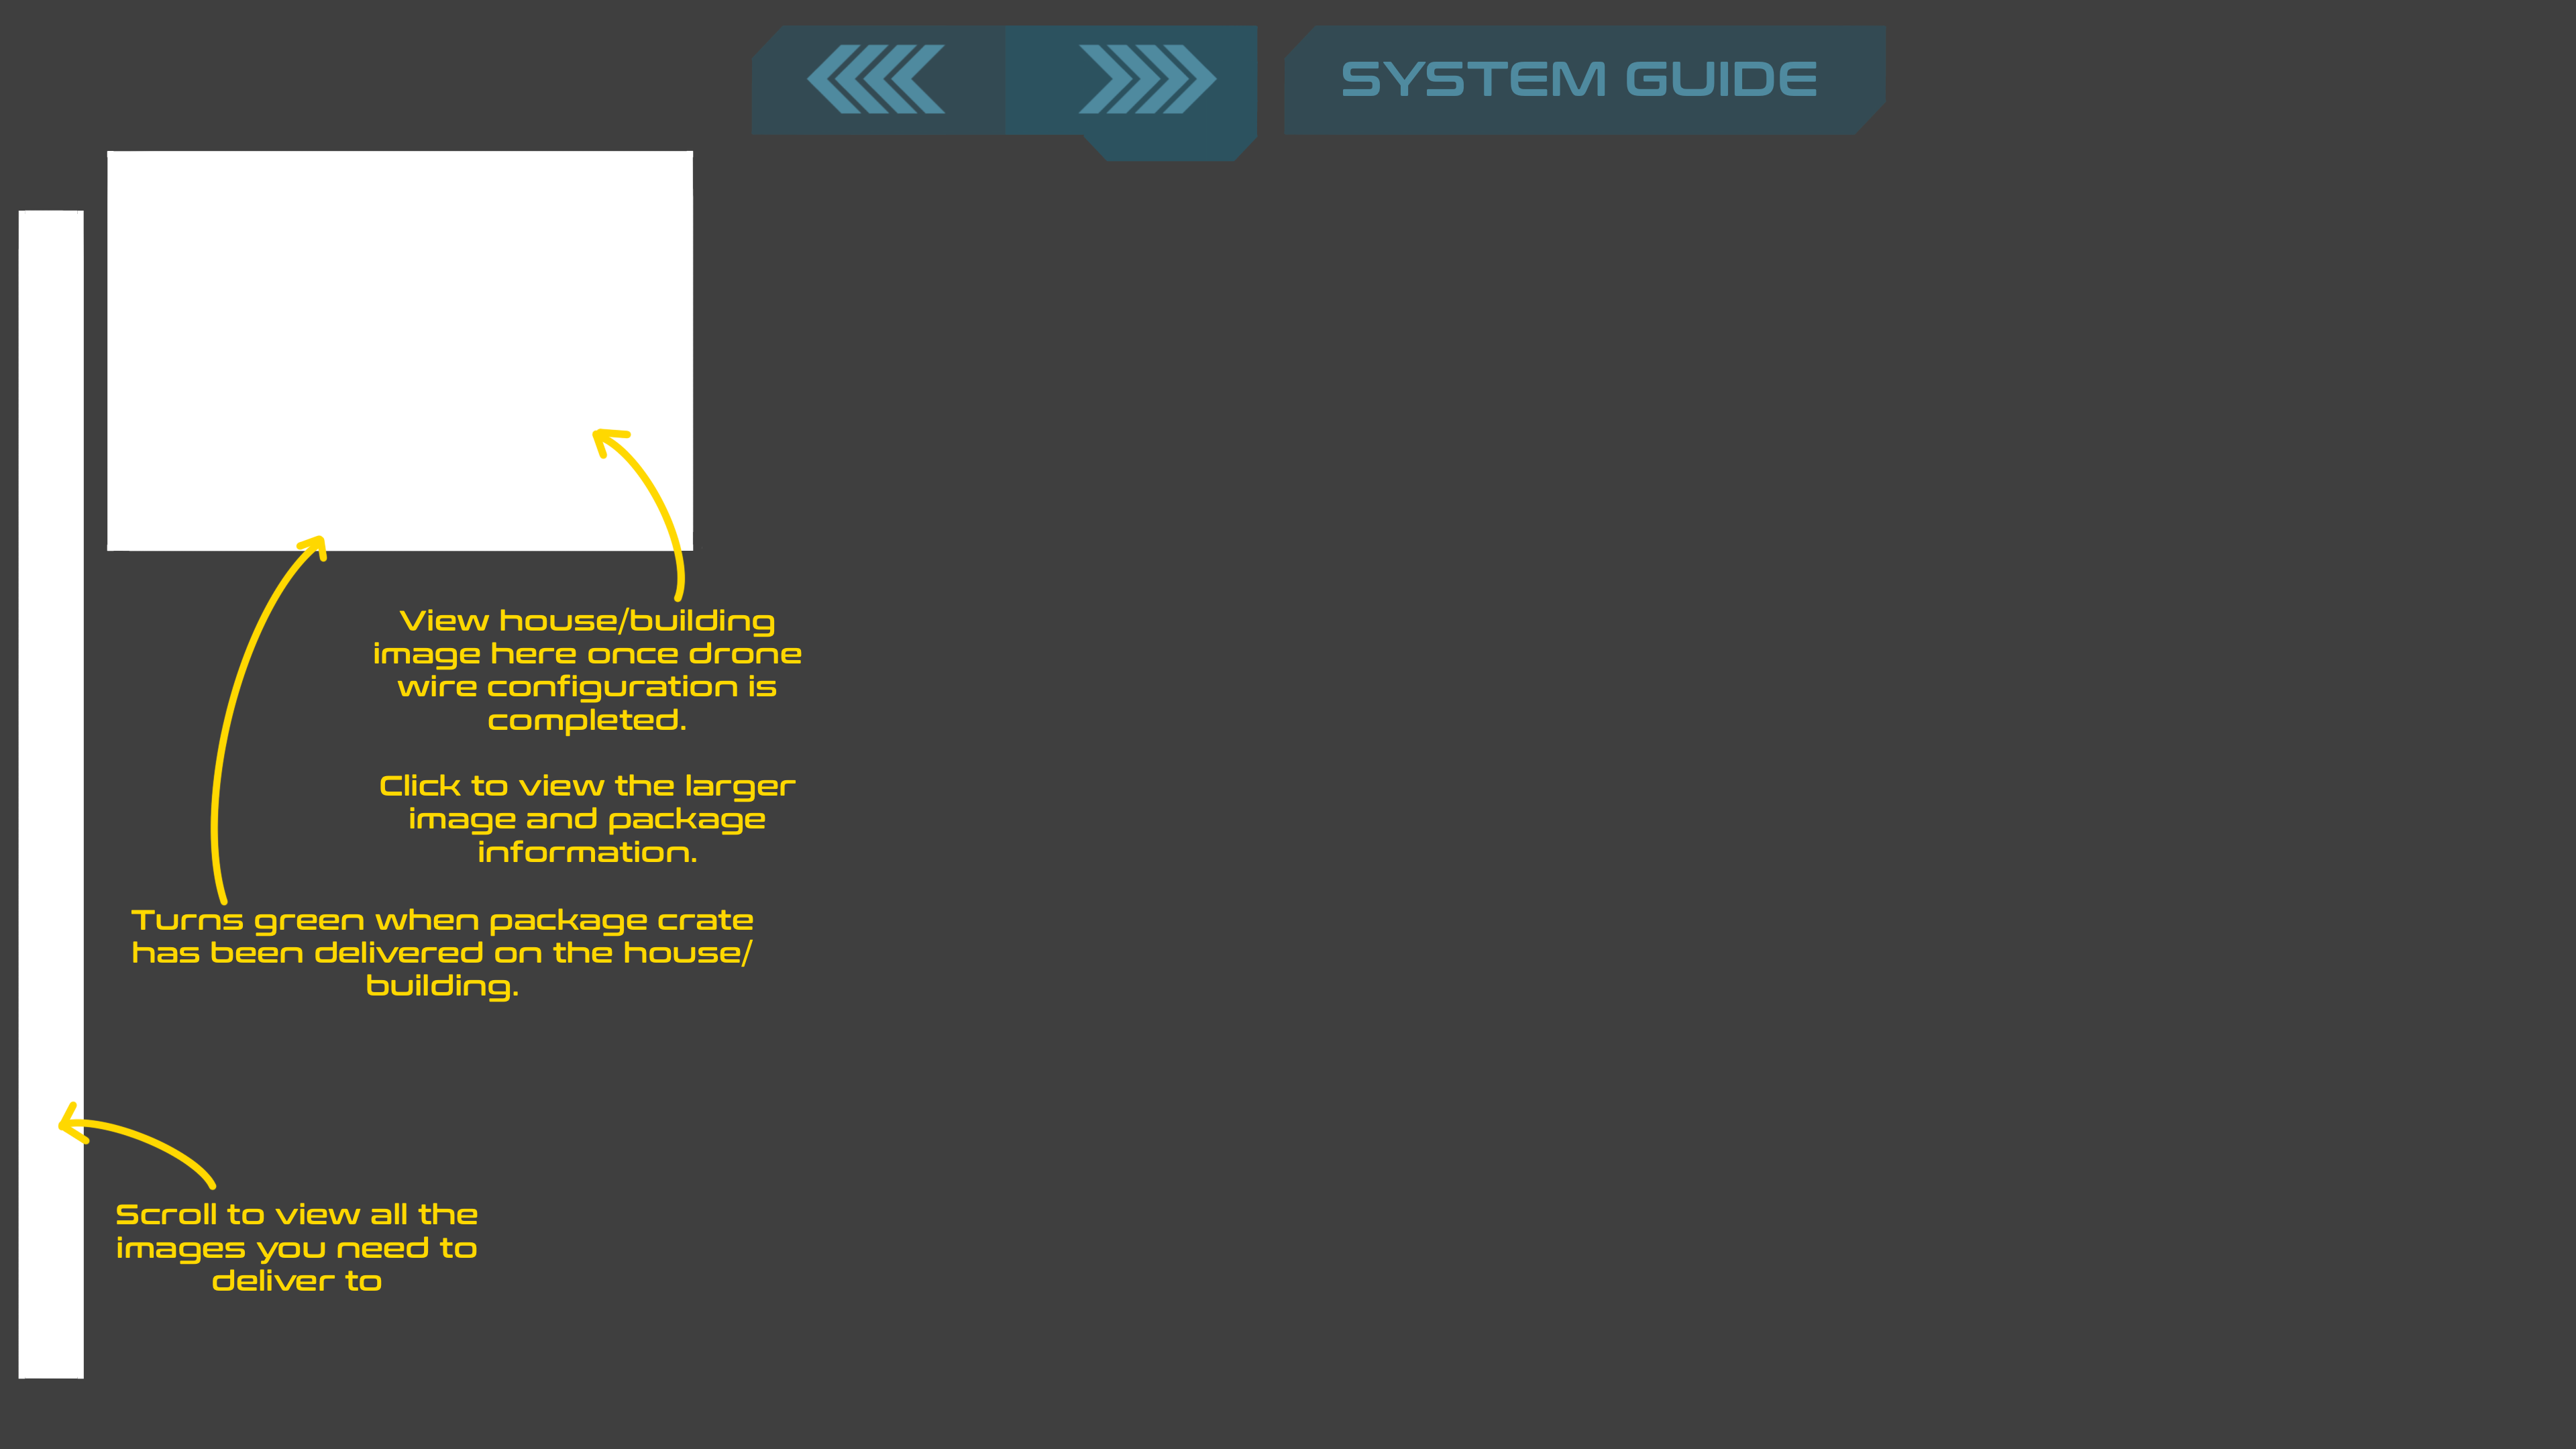 SYSTEM GUIDE
View house/building
image here once drone
wire configuration is
completed.
Click to view the larger
image and package
information.
Turns green when package crate
has been delivered on the house/
building.
Scroll to view all the
images you need to
deliver to